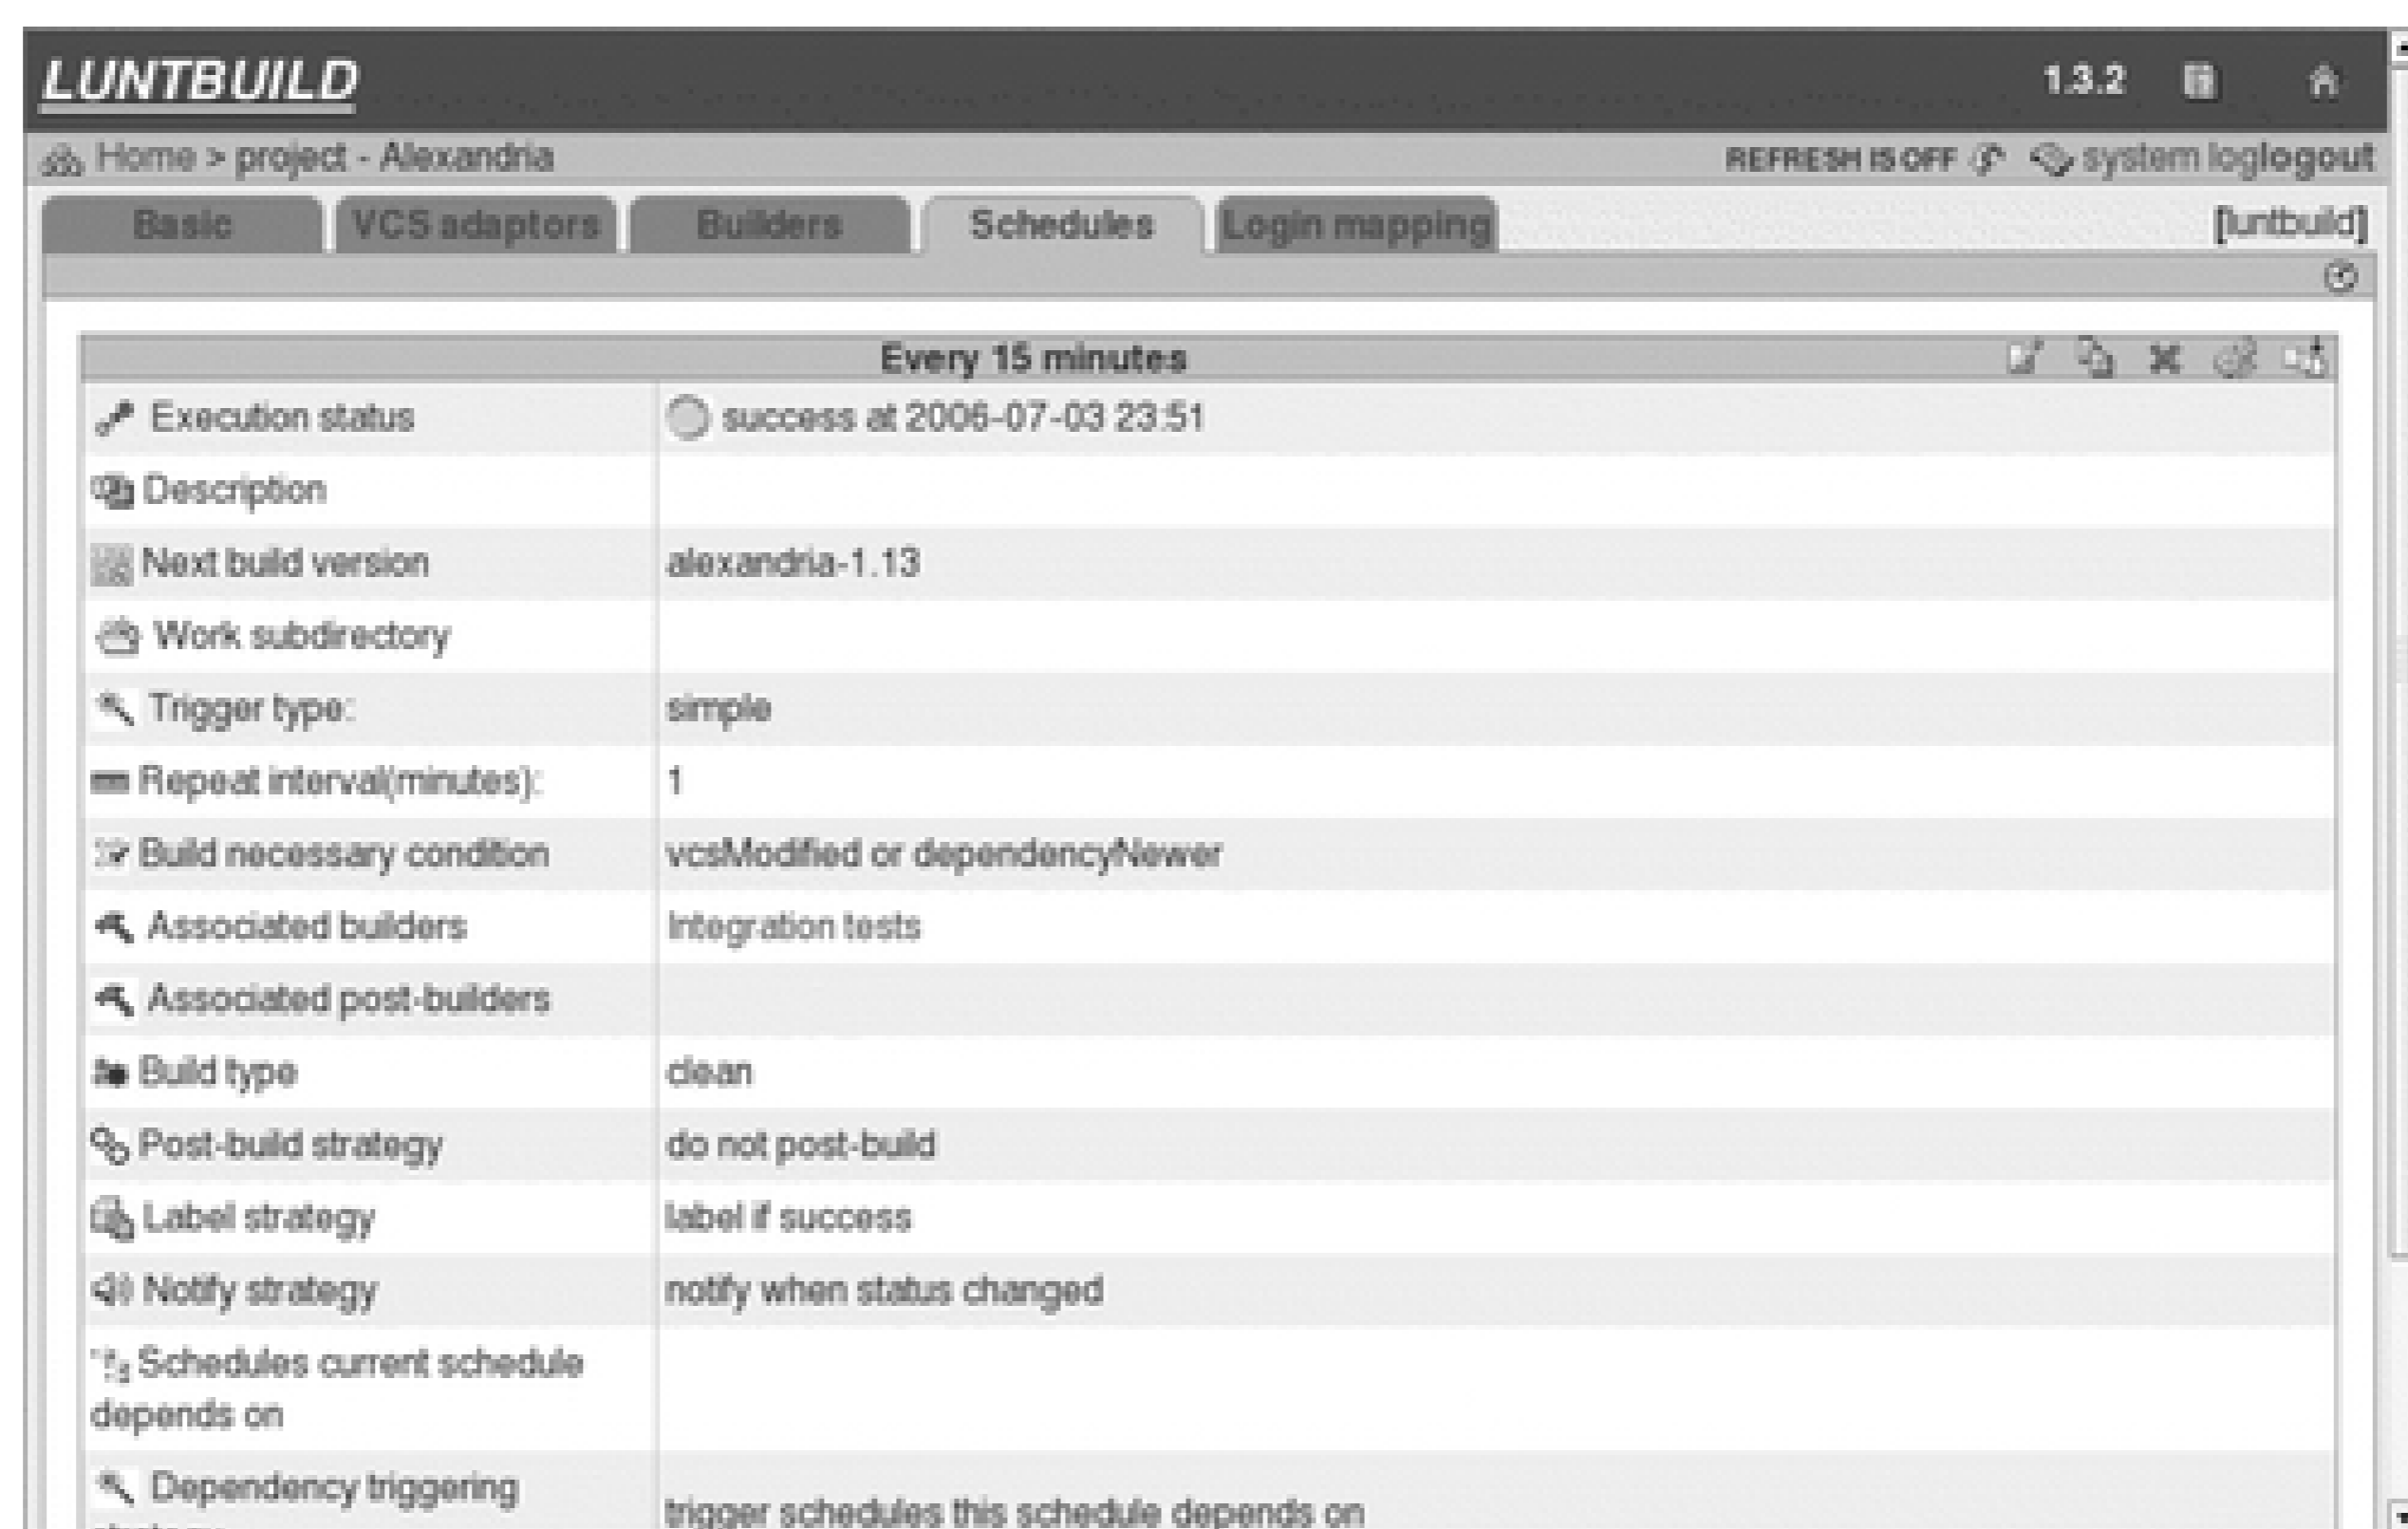 LUNTBUILD 1.3.2
Home > project - Alexandria REFRESH IS OFF system loglogout
Basic VCS adaptors Builders Schedules Login mapping [luntbuild]
Every 15 minutes
Execution status success at 2006-07-03 23:51
Description
Next build version alexandria-1.13
Work subdirectory
Trigger type: simple
Repeat interval(minutes): 1
Build necessary condition vcsModified or dependencyNewer
Associated builders Integration tests
Associated post-builders
Build type clean
Post-build strategy do not post-build
Label strategy label if success
Notify strategy notify when status changed
Schedules current schedule
depends on
Dependency triggering
trigger schedules this schedule depends on